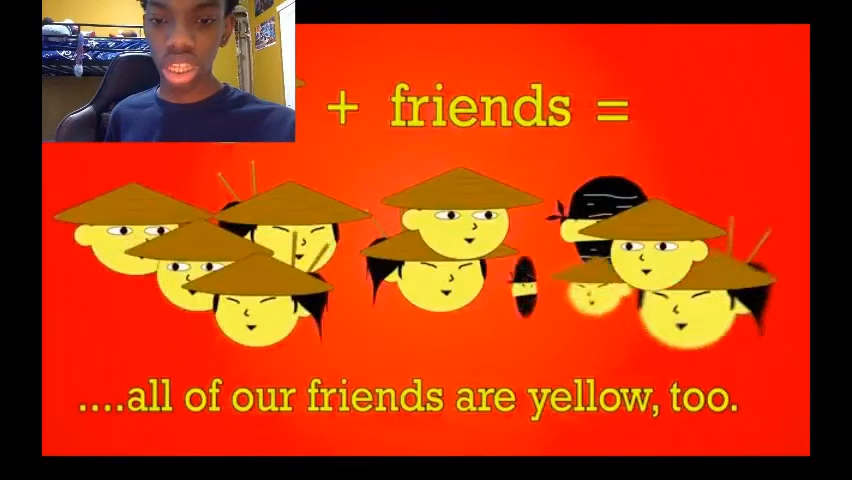 + friends =
....all of our friends are yellow, too.